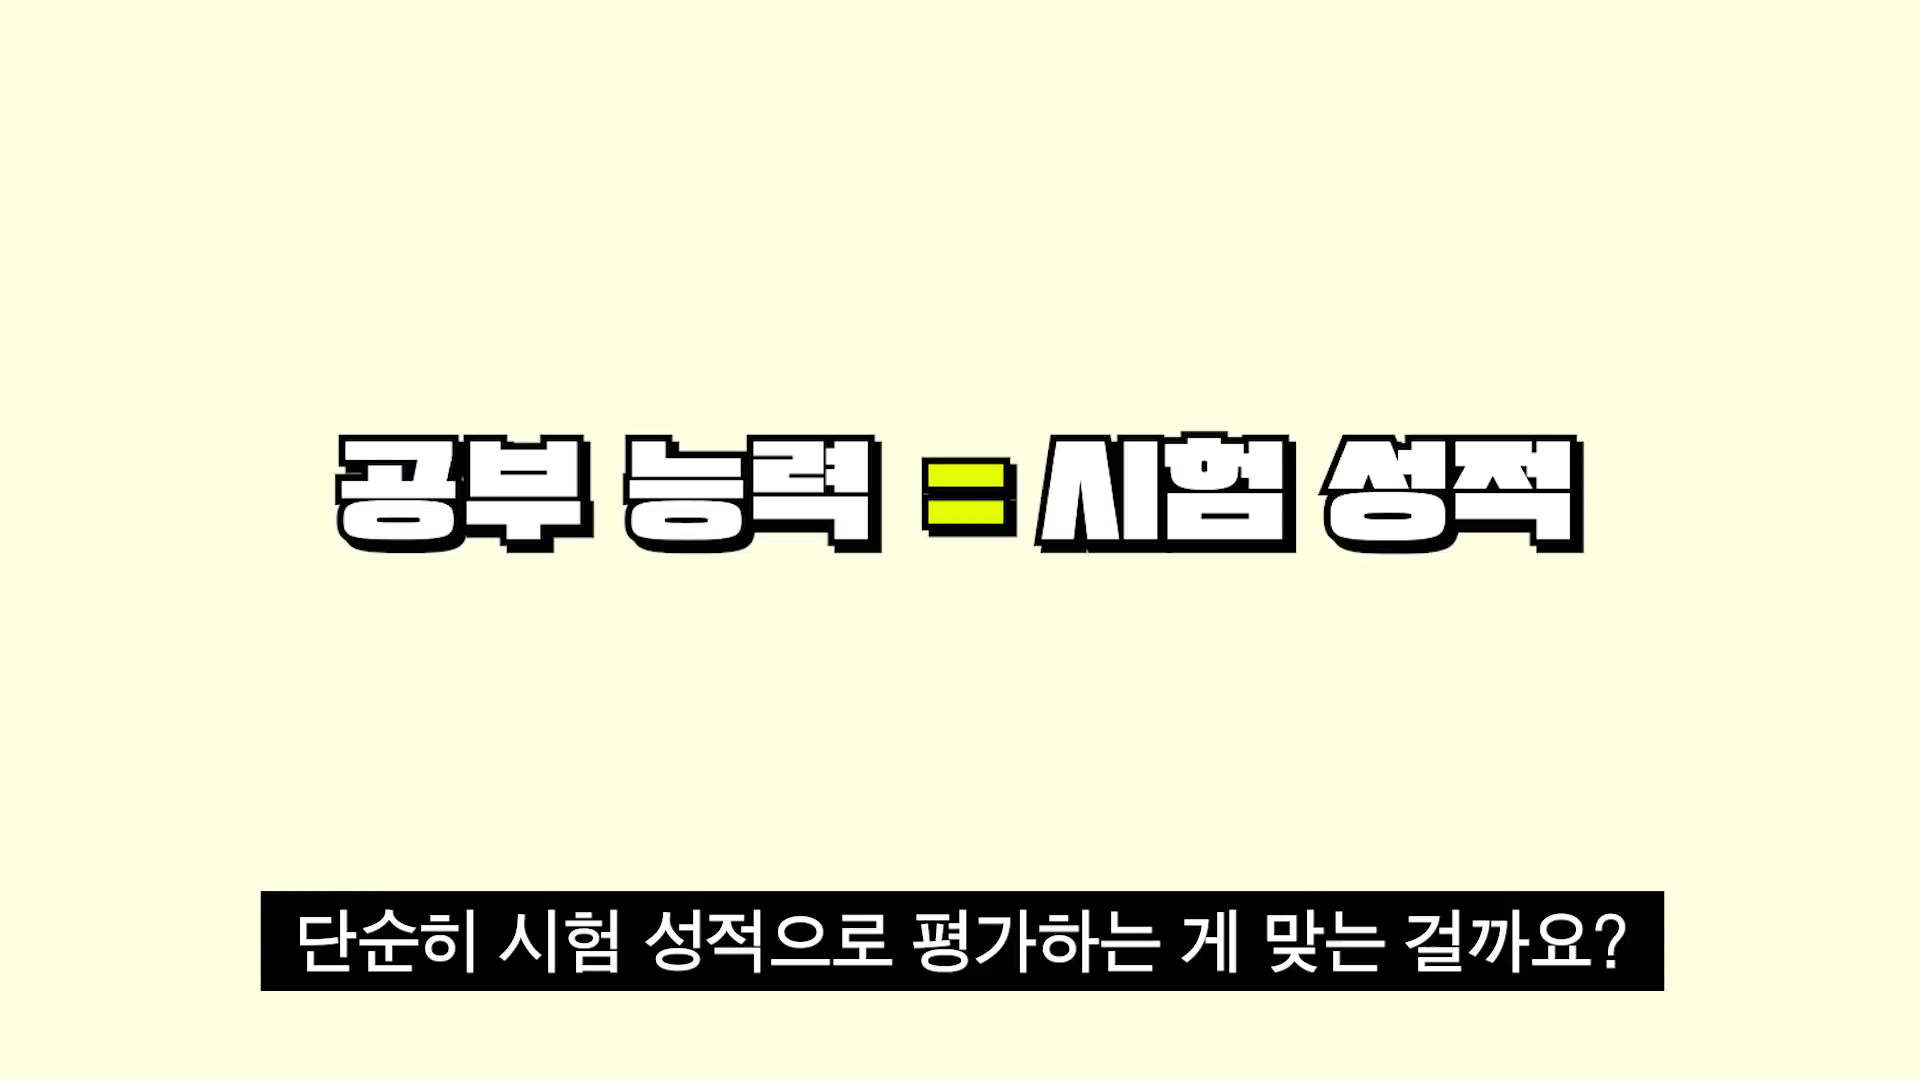 공부 능력 = 시험 성적
단순히 시험 성적으로 평가하는 게 맞는 걸까요?